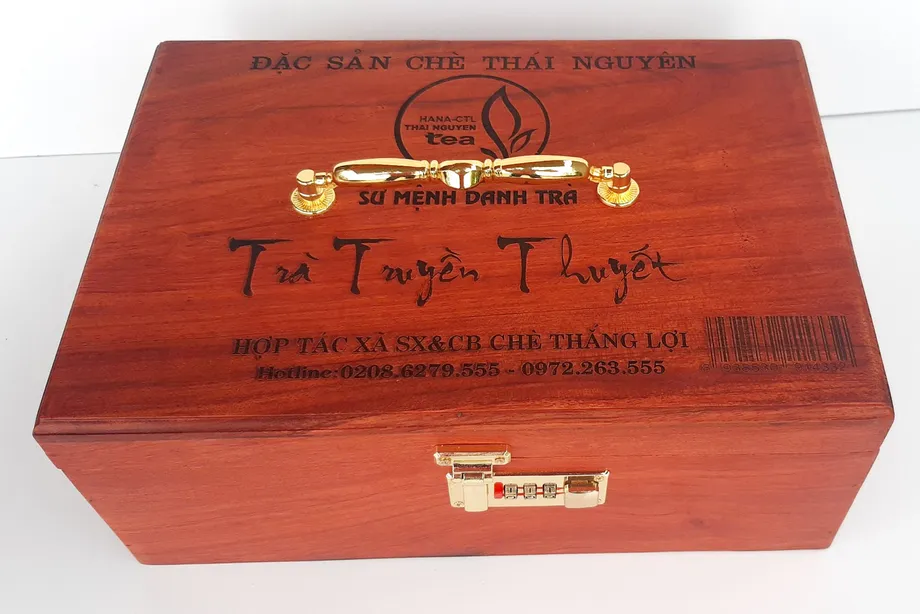 ĐẶC SẢN CHÈ THÁI NGUYÊN
HANA-CTL
THAI NGUYEN
tea
SỨ MỆNH DANH TRÀ
Trà Truyền Thuyết
HỢP TÁC XÃ SX&CB CHÈ THẮNG LỢI
Hotline: 0208.6279.555 - 0972.263.555